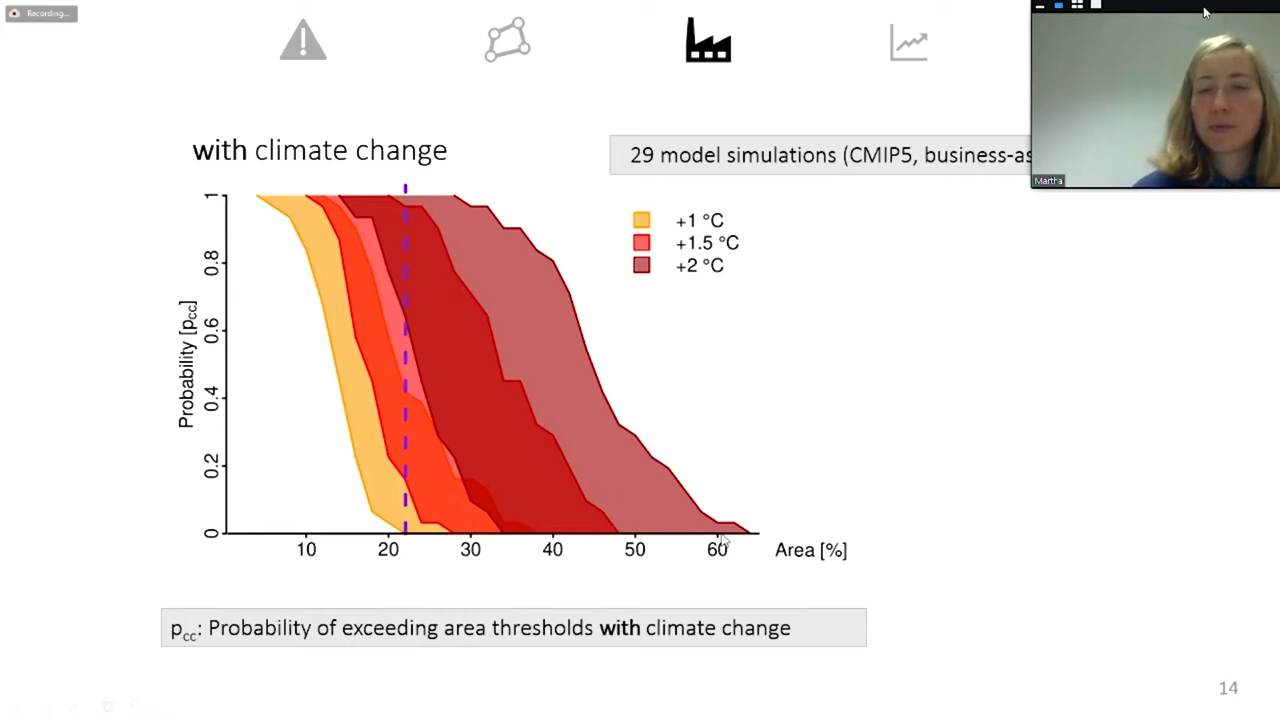 Recording...
with climate change
29 model simulations (CMIP5, business-as
Martha
+1 °C
+1.5 °C
+2 °C
Probability [pcc]
1
0.8
0.6
0.4
0.2
0
10 20 30 40 50 60 Area [%]
pcc: Probability of exceeding area thresholds with climate change
14